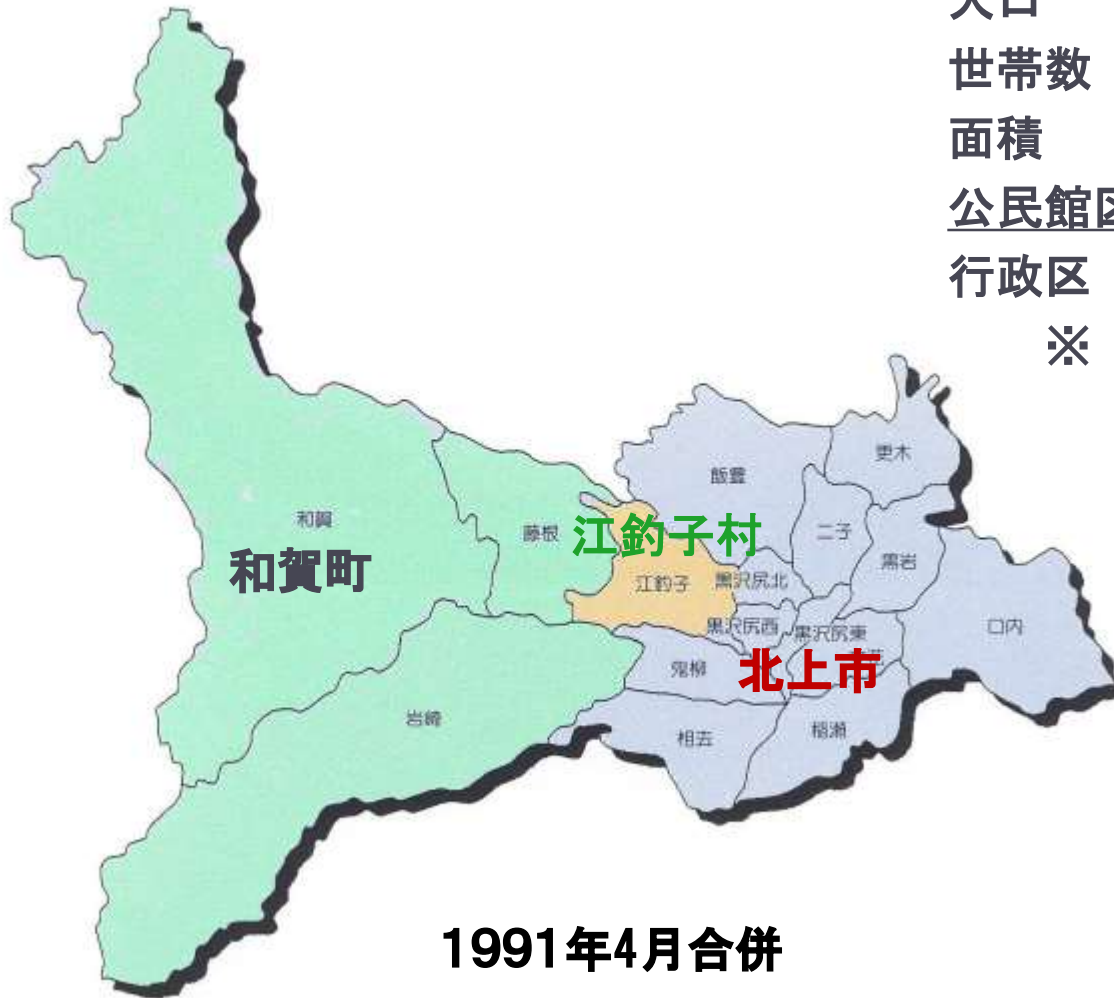 人口
世帯数
面積
公民館区
行政区
※
更木
飯豊
和賀
藤根
江釣子村
二子
黒岩
和賀町
江釣子
黒沢尻北
黒沢尻西
黒沢尻東
口内
鬼柳
北上市
岩崎
相去
稲瀬
1991年4月合併